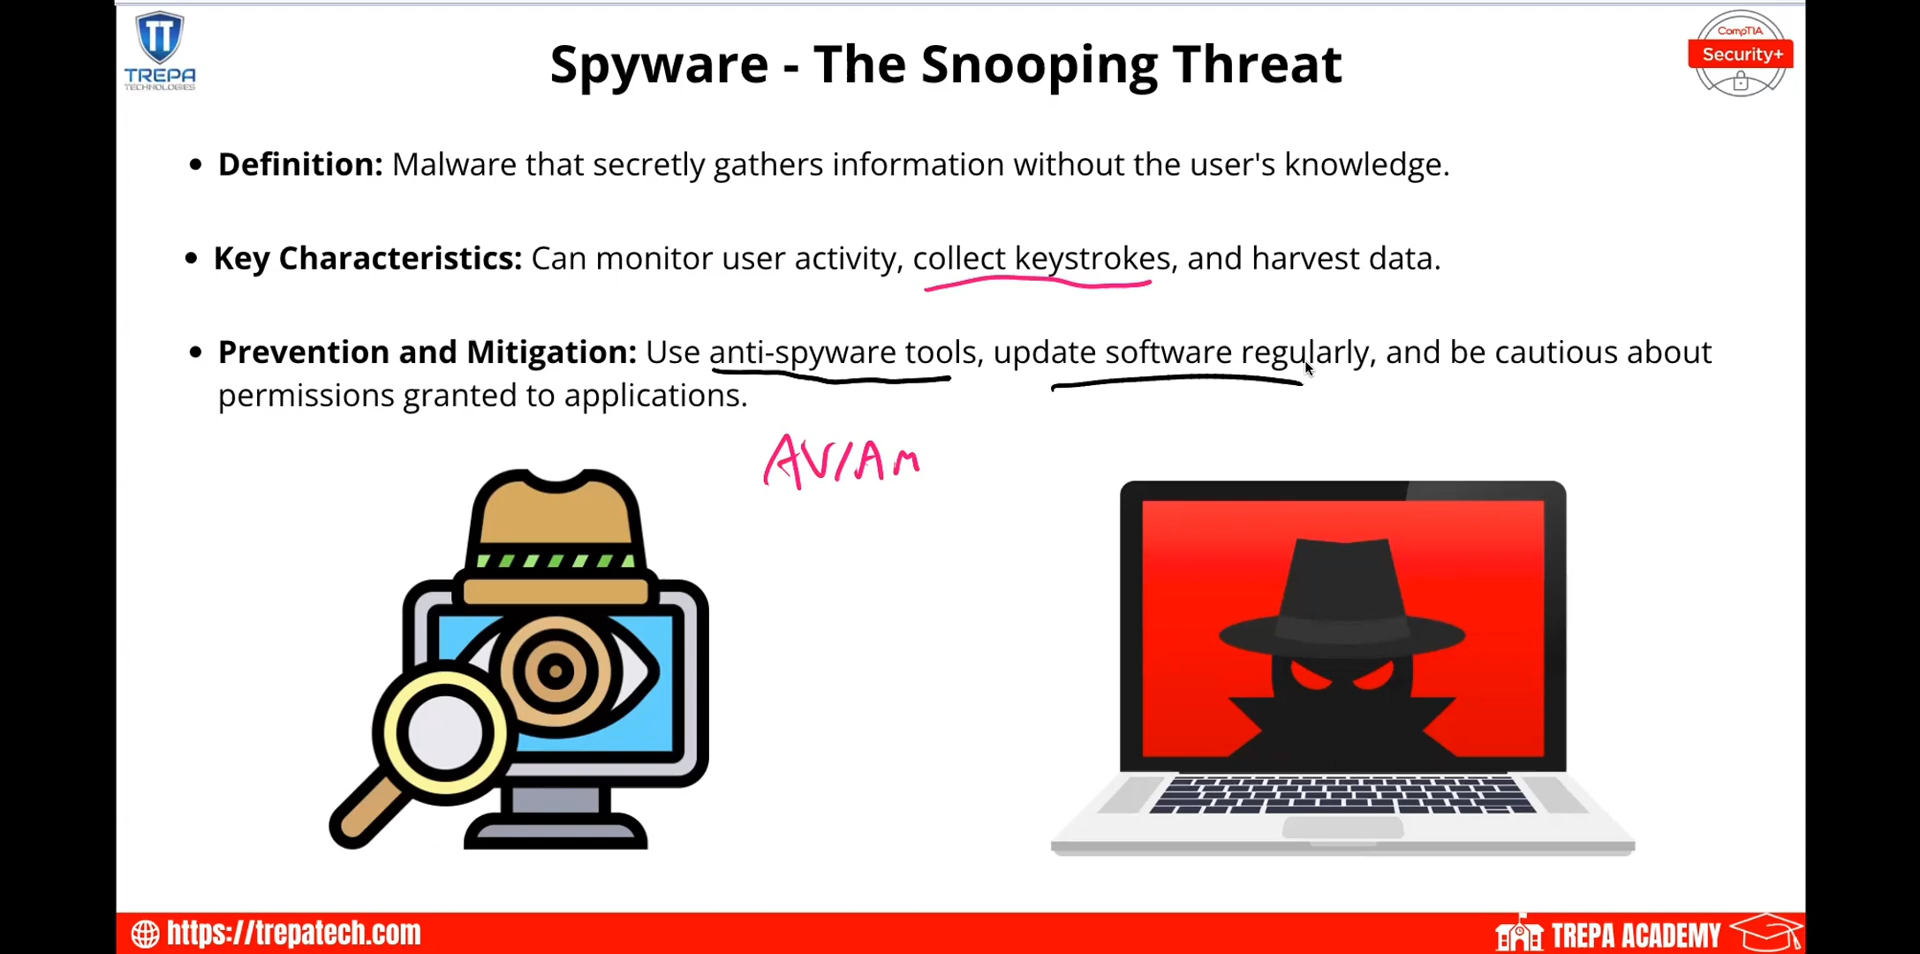 TREPA
TECHNOLOGIES
Spyware - The Snooping Threat
CompTIA
Security+
• Definition: Malware that secretly gathers information without the user's knowledge.
• Key Characteristics: Can monitor user activity, collect keystrokes, and harvest data.
• Prevention and Mitigation: Use anti-spyware tools, update software regularly, and be cautious about
permissions granted to applications.
AV/AM
https://trepatech.com
TREPA ACADEMY